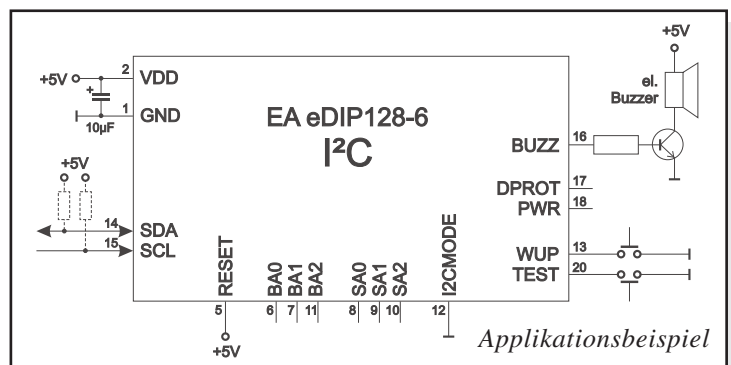 +5V
+5V
2
VDD
+
1
GND
10µF
EA eDIP128-6
I²C
el.
Buzzer
BUZZ
16
DPROT
17
PWR
18
+5V
14
SDA
15
SCL
WUP
13
TEST
20
RESET
BA0
BA1
BA2
SA0
SA1
SA2
I2CMODE
5
6
7
11
8
9
10
12
+5V
Applikationsbeispiel